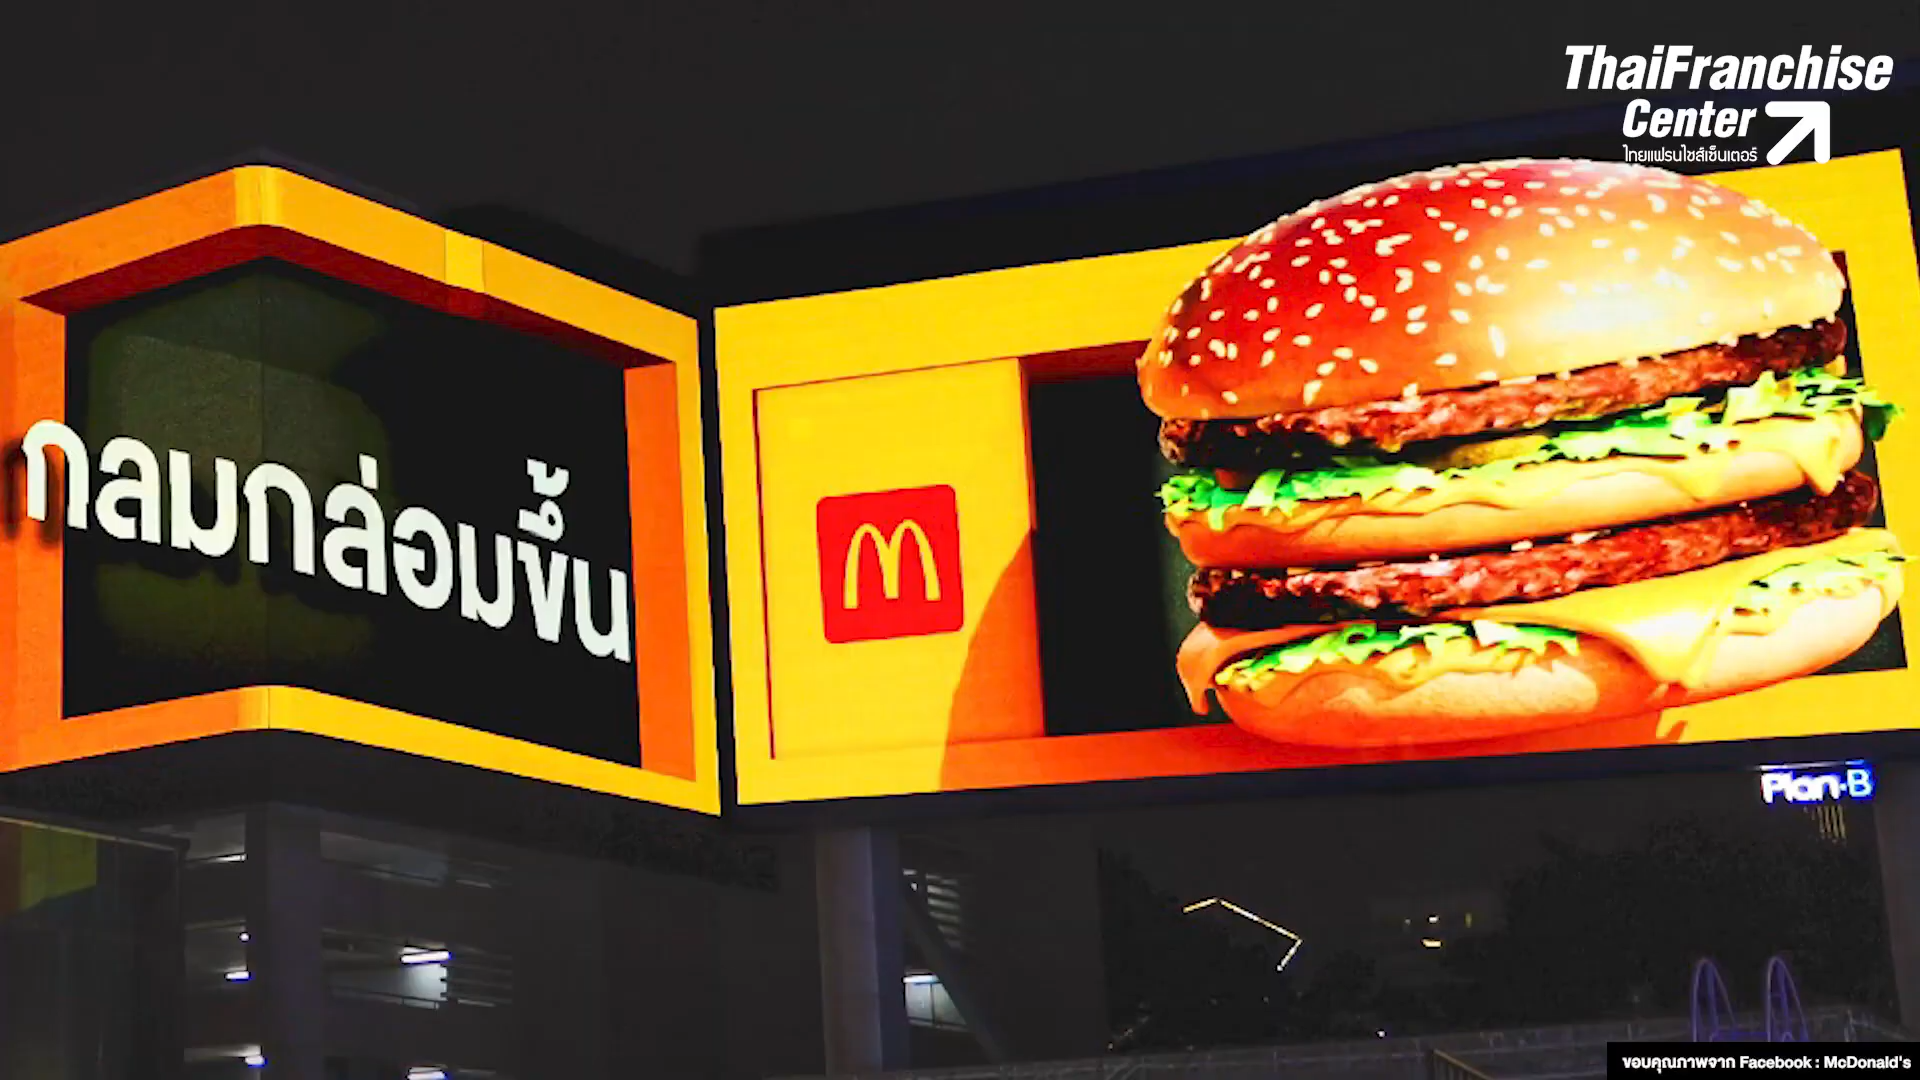 ThaiFranchise
Center
ไทยแฟรนไชส์เซ็นเตอร์
กลมกล่อมขึ้น
Plan B
ขอบคุณภาพจาก Facebook : McDonald's